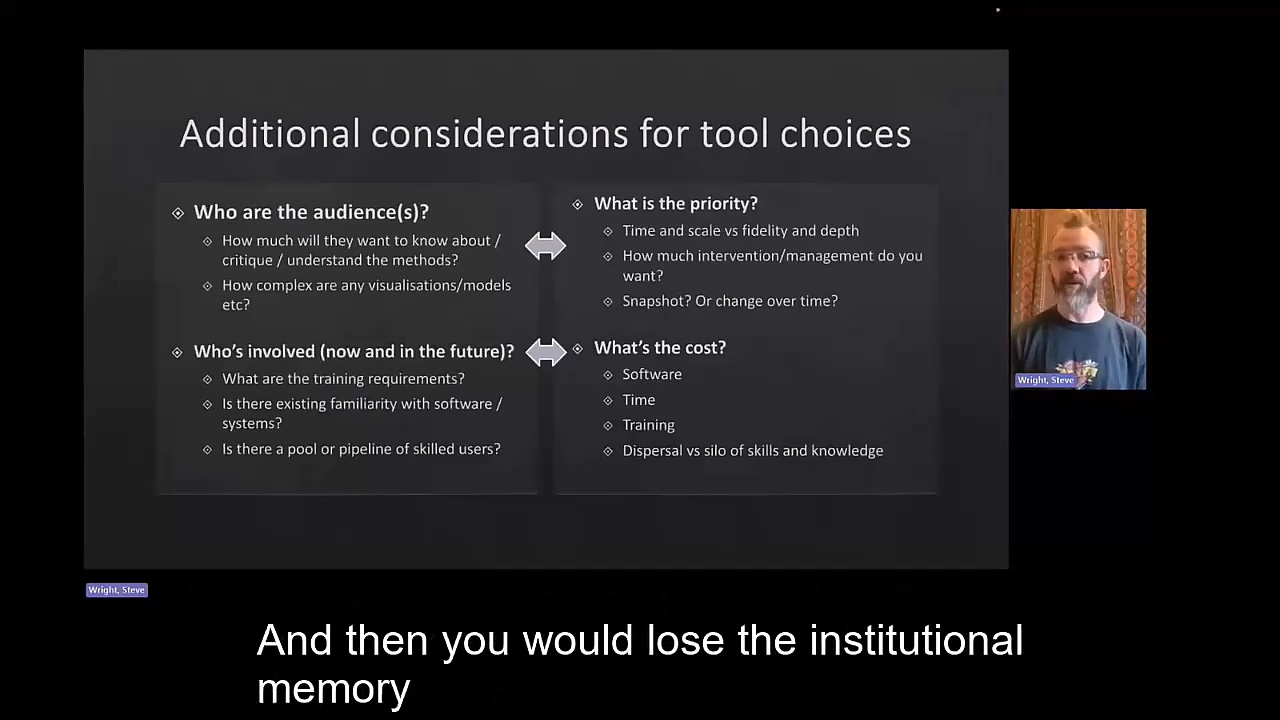 Additional considerations for tool choices
Who are the audience(s)?
How much will they want to know about /
critique / understand the methods?
How complex are any visualisations/models
etc?
Who's involved (now and in the future)?
What are the training requirements?
Is there existing familiarity with software /
systems?
Is there a pool or pipeline of skilled users?
What is the priority?
Time and scale vs fidelity and depth
How much intervention/management do you
want?
Snapshot? Or change over time?
What's the cost?
Software
Time
Training
Dispersal vs silo of skills and knowledge
Wright, Steve
Wright, Steve
And then you would lose the institutional
memory